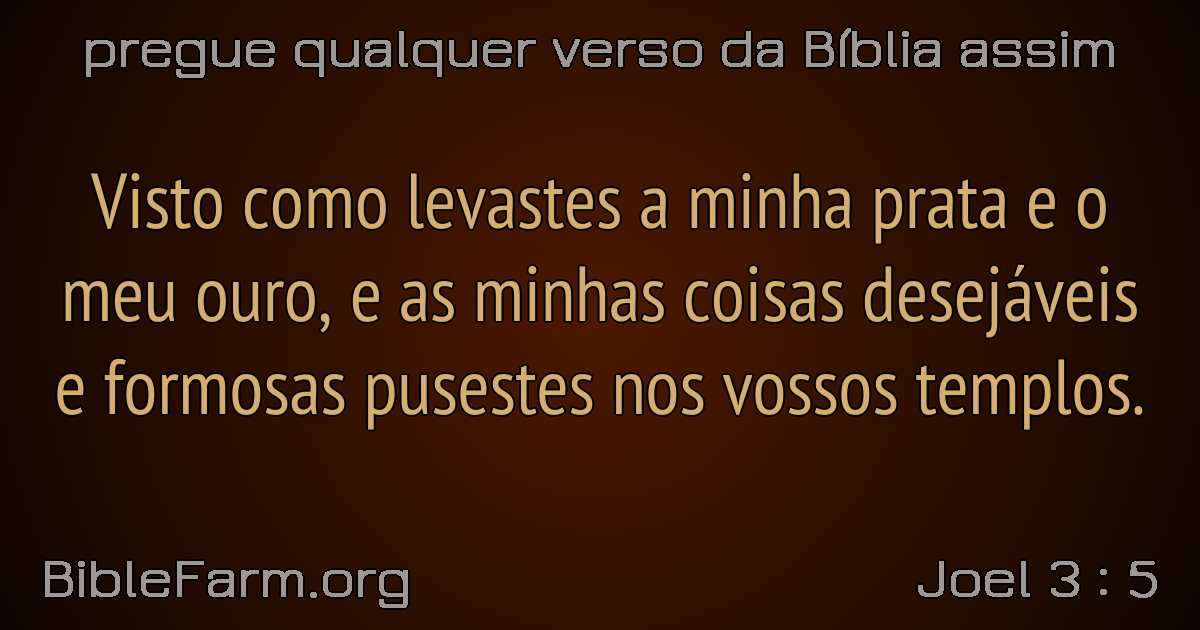 pregue qualquer verso da Bíblia assim
Visto como levastes a minha prata e o
meu ouro, e as minhas coisas desejáveis
e formosas pusestes nos vossos templos.
BibleFarm.org
Joel 3 : 5